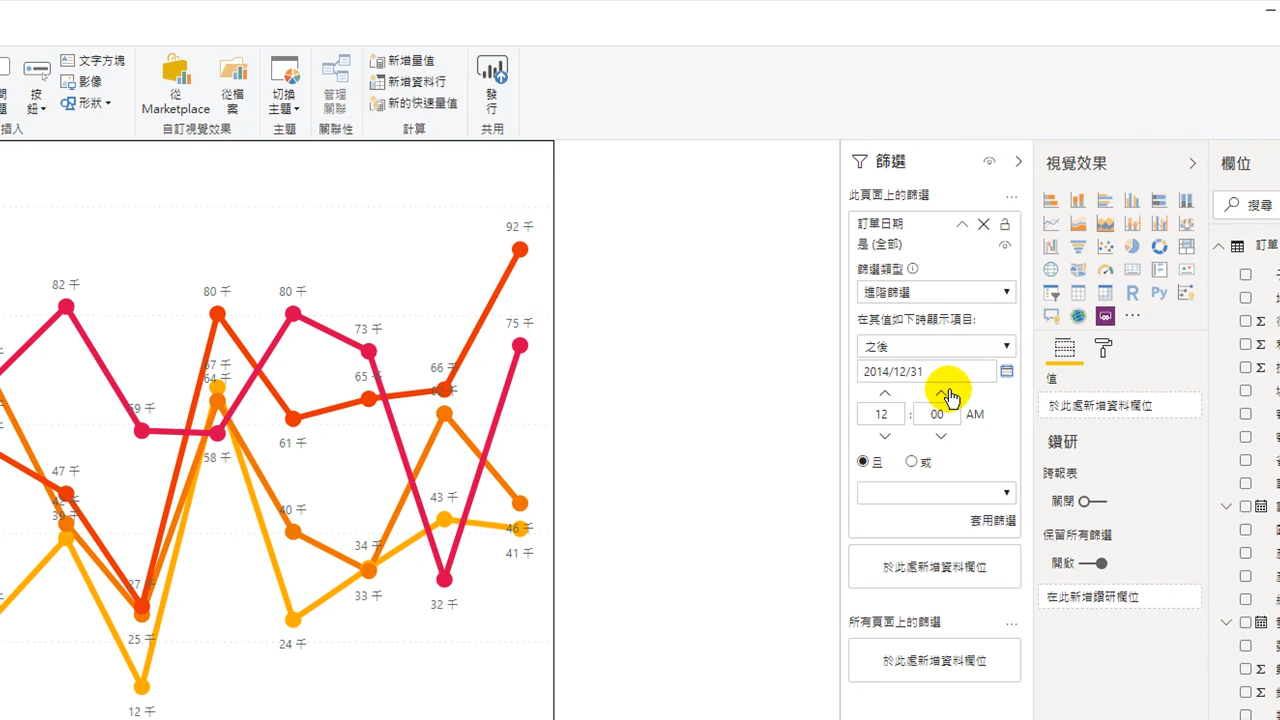 文字方塊
影像
形狀
按
鈕
插入
從
Marketplace
從檔
案
自訂視覺效果
切換
主題
主題
管理
關聯
關聯性
新增量值
新增資料行
新的快速量值
計算
發
行
共用
92 千
82 千
80 千
80 千
73 千
75 千
67 千
64 千
65 千
66 千
58 千
61 千
47 千
43 千
40 千
46 千
41 千
34 千
33 千
32 千
25 千
24 千
12 千
篩選
此頁面上的篩選
訂單日期
是 (全部)
篩選類型
進階篩選
在其值如下時顯示項目:
之後
2014/12/31
12 : 00 AM
且 或
套用篩選
於此處新增資料欄位
所有頁面上的篩選
於此處新增資料欄位
視覺效果
R Py
值
於此處新增資料欄位
鑽研
跨報表
關閉
保留所有篩選
開啟
在此新增鑽研欄位
欄位
搜尋
訂單